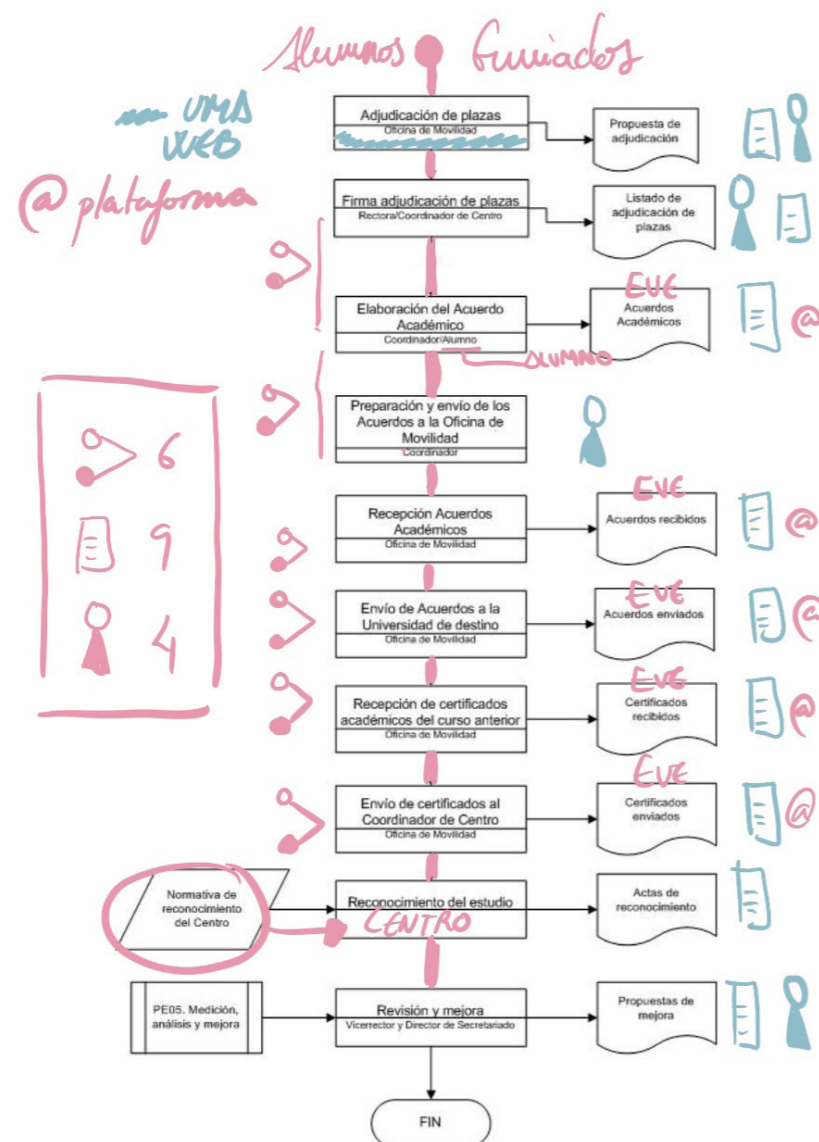 Alumnos Enviados
UMA
WEB
@ plataforma
Adjudicación de plazas
Oficina de Movilidad
Propuesta de
adjudicación
Firma adjudicación de plazas
Rectora/Coordinador de Centro
Listado de
adjudicación de
plazas
Elaboración del Acuerdo
Académico
Coordinador/Alumno
ALUMNO
EVE
Acuerdos
Académicos
@
Preparación y envío de los
Acuerdos a la Oficina de
Movilidad
Coordinador
6
9
4
Recepción Acuerdos
Académicos
Oficina de Movilidad
EVE
Acuerdos recibidos
@
Envío de Acuerdos a la
Universidad de destino
Oficina de Movilidad
EVE
Acuerdos enviados
@
Recepción de certificados
académicos del curso anterior
Oficina de Movilidad
EVE
Certificados
recibidos
@
Envío de certificados al
Coordinador de Centro
Oficina de Movilidad
EVE
Certificados
enviados
@
Normativa de
reconocimiento
del Centro
Reconocimiento del estudio
CENTRO
Actas de
reconocimiento
PE05. Medición,
análisis y mejora
Revisión y mejora
Vicerrector y Director de Secretariado
Propuestas de
mejora
FIN